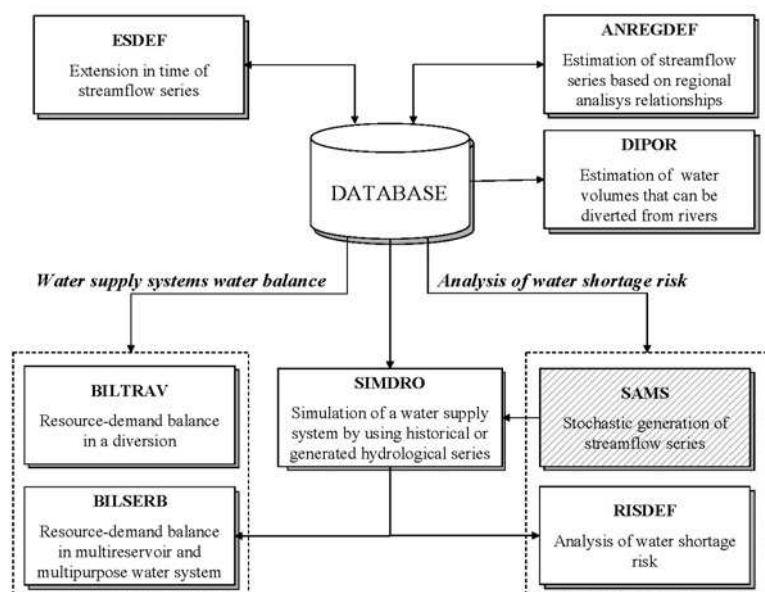 ESDEF
Extension in time of
streamflow series
ANREGDEF
Estimation of streamflow
series based on regional
analisys relationships
DIPOR
Estimation of water
volumes that can be
diverted from rivers
DATABASE
Water supply systems water balance
Analysis of water shortage risk
BILTRAV
Resource-demand balance
in a diversion
SIMDRO
Simulation of a water supply
system by using historical or
generated hydrological series
SAMS
Stochastic generation of
streamflow series
BILSERB
Resource-demand balance
in multireservoir and
multipurpose water system
RISDEF
Analysis of water shortage
risk